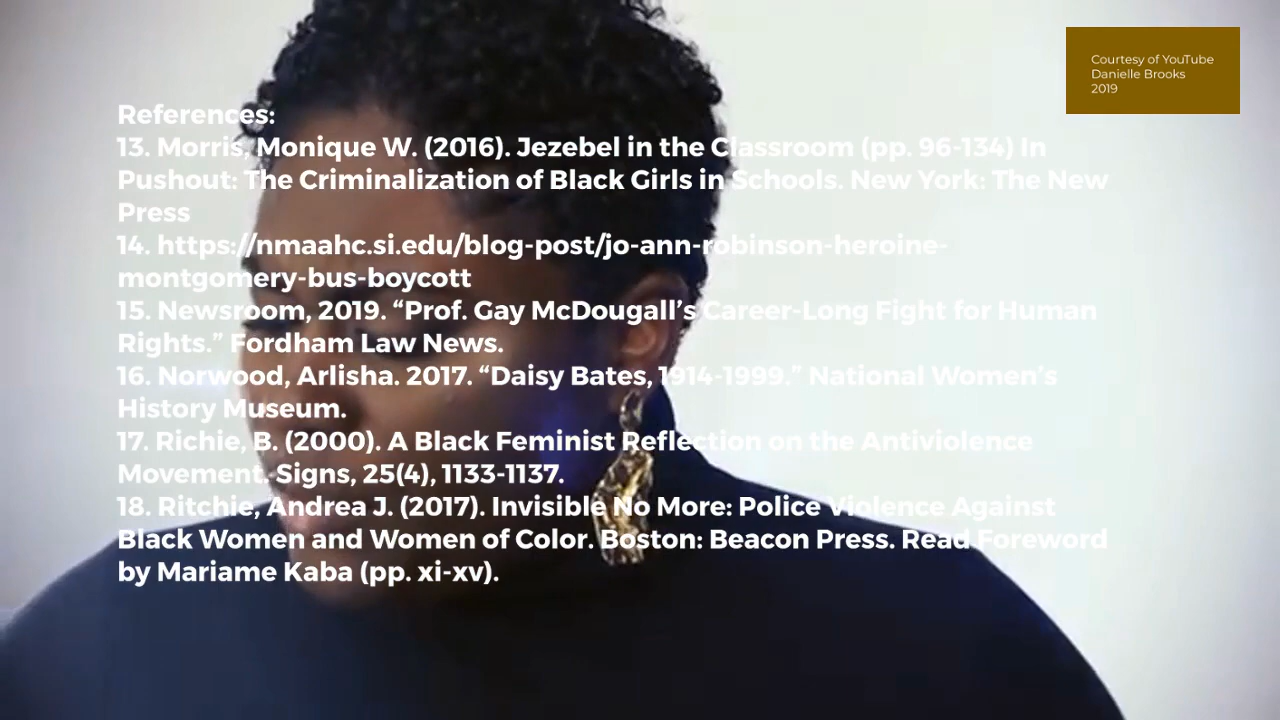 Courtesy of YouTube
Danielle Brooks
2019
References:
13. Morris, Monique W. (2016). Jezebel in the Classroom (pp. 96-134) In
Pushout: The Criminalization of Black Girls in Schools. New York: The New
Press
14. https://nmaahc.si.edu/blog-post/jo-ann-robinson-heroine-
montgomery-bus-boycott
15. Newsroom, 2019. “Prof. Gay McDougall’s Career-Long Fight for Human
Rights.” Fordham Law News.
16. Norwood, Arlisha. 2017. “Daisy Bates, 1914-1999.” National Women’s
History Museum.
17. Richie, B. (2000). A Black Feminist Reflection on the Antiviolence
Movement. Signs, 25(4), 1133-1137.
18. Ritchie, Andrea J. (2017). Invisible No More: Police Violence Against
Black Women and Women of Color. Boston: Beacon Press. Read Foreword
by Mariame Kaba (pp. xi-xv).